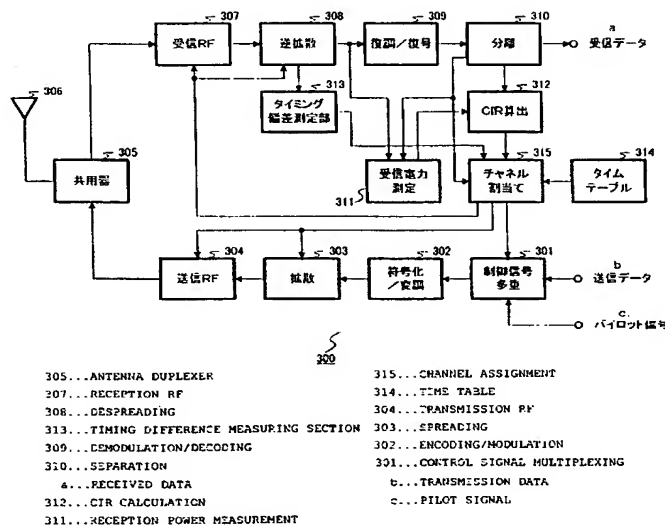 307
308
309
310
a
受信RF
逆拡散
復調/復号
分離
受信データ
306
313
312
タイミング
偏差測定部
CIR算出
305
315
314
共用器
受信電力
測定
チャネル
割当て
タイム
テーブル
311
304
303
302
301
b
送信RF
拡散
符号化
/変調
制御信号
多重
送信データ
c
パイロット信号
300
305...ANTENNA DUPLEXER
307...RECEPTION RF
308...DESPREADING
313...TIMING DIFFERENCE MEASURING SECTION
309...DEMODULATION/DECODING
310...SEPARATION
a...RECEIVED DATA
312...CIR CALCULATION
311...RECEPTION POWER MEASUREMENT
315...CHANNEL ASSIGNMENT
314...TIME TABLE
304...TRANSMISSION RF
303...SPREADING
302...ENCODING/MODULATION
301...CONTROL SIGNAL MULTIPLEXING
b...TRANSMISSION DATA
c...PILOT SIGNAL